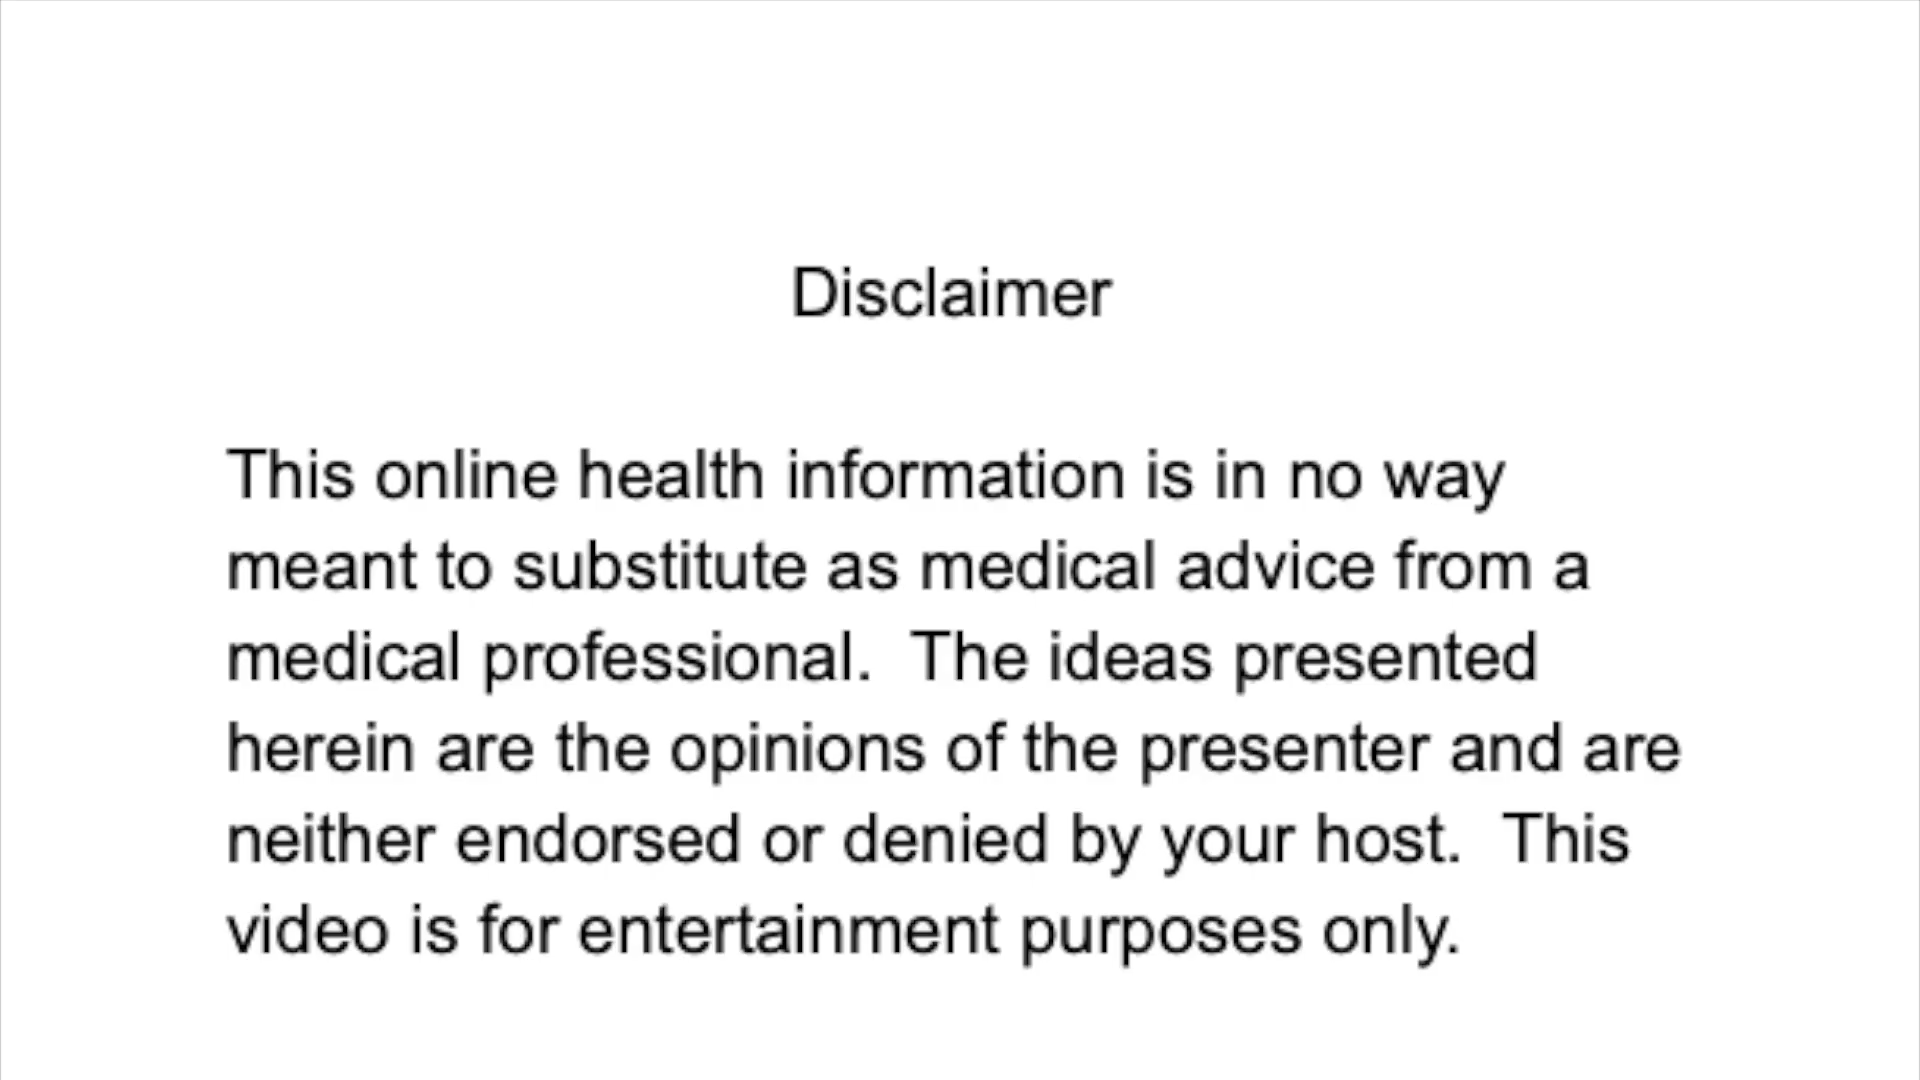 Disclaimer
This online health information is in no way
meant to substitute as medical advice from a
medical professional.  The ideas presented
herein are the opinions of the presenter and are
neither endorsed or denied by your host.  This
video is for entertainment purposes only.